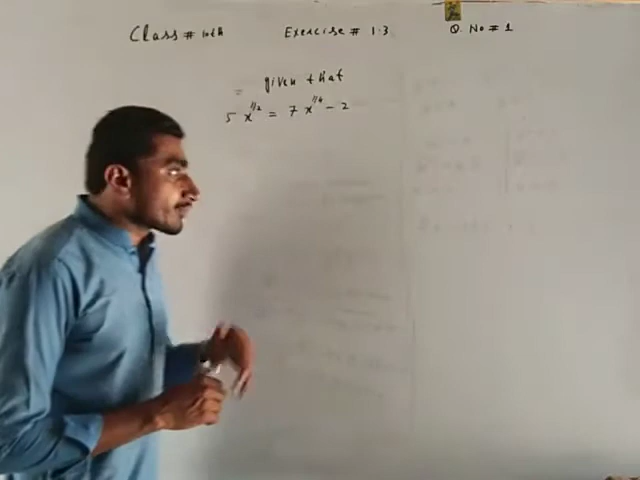 Class # 10th Exercise # 1.3 Q. No # 1
= given that
5 x^1/2 = 7 x^1/4 - 2